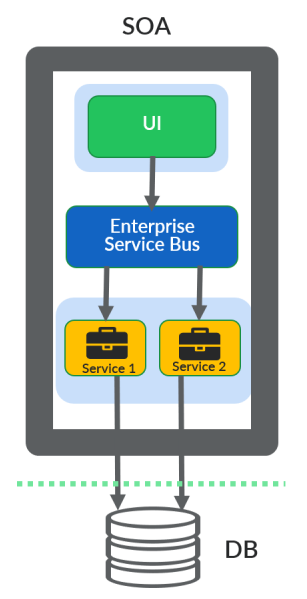 SOA
UI
Enterprise
Service Bus
Service 1
Service 2
DB